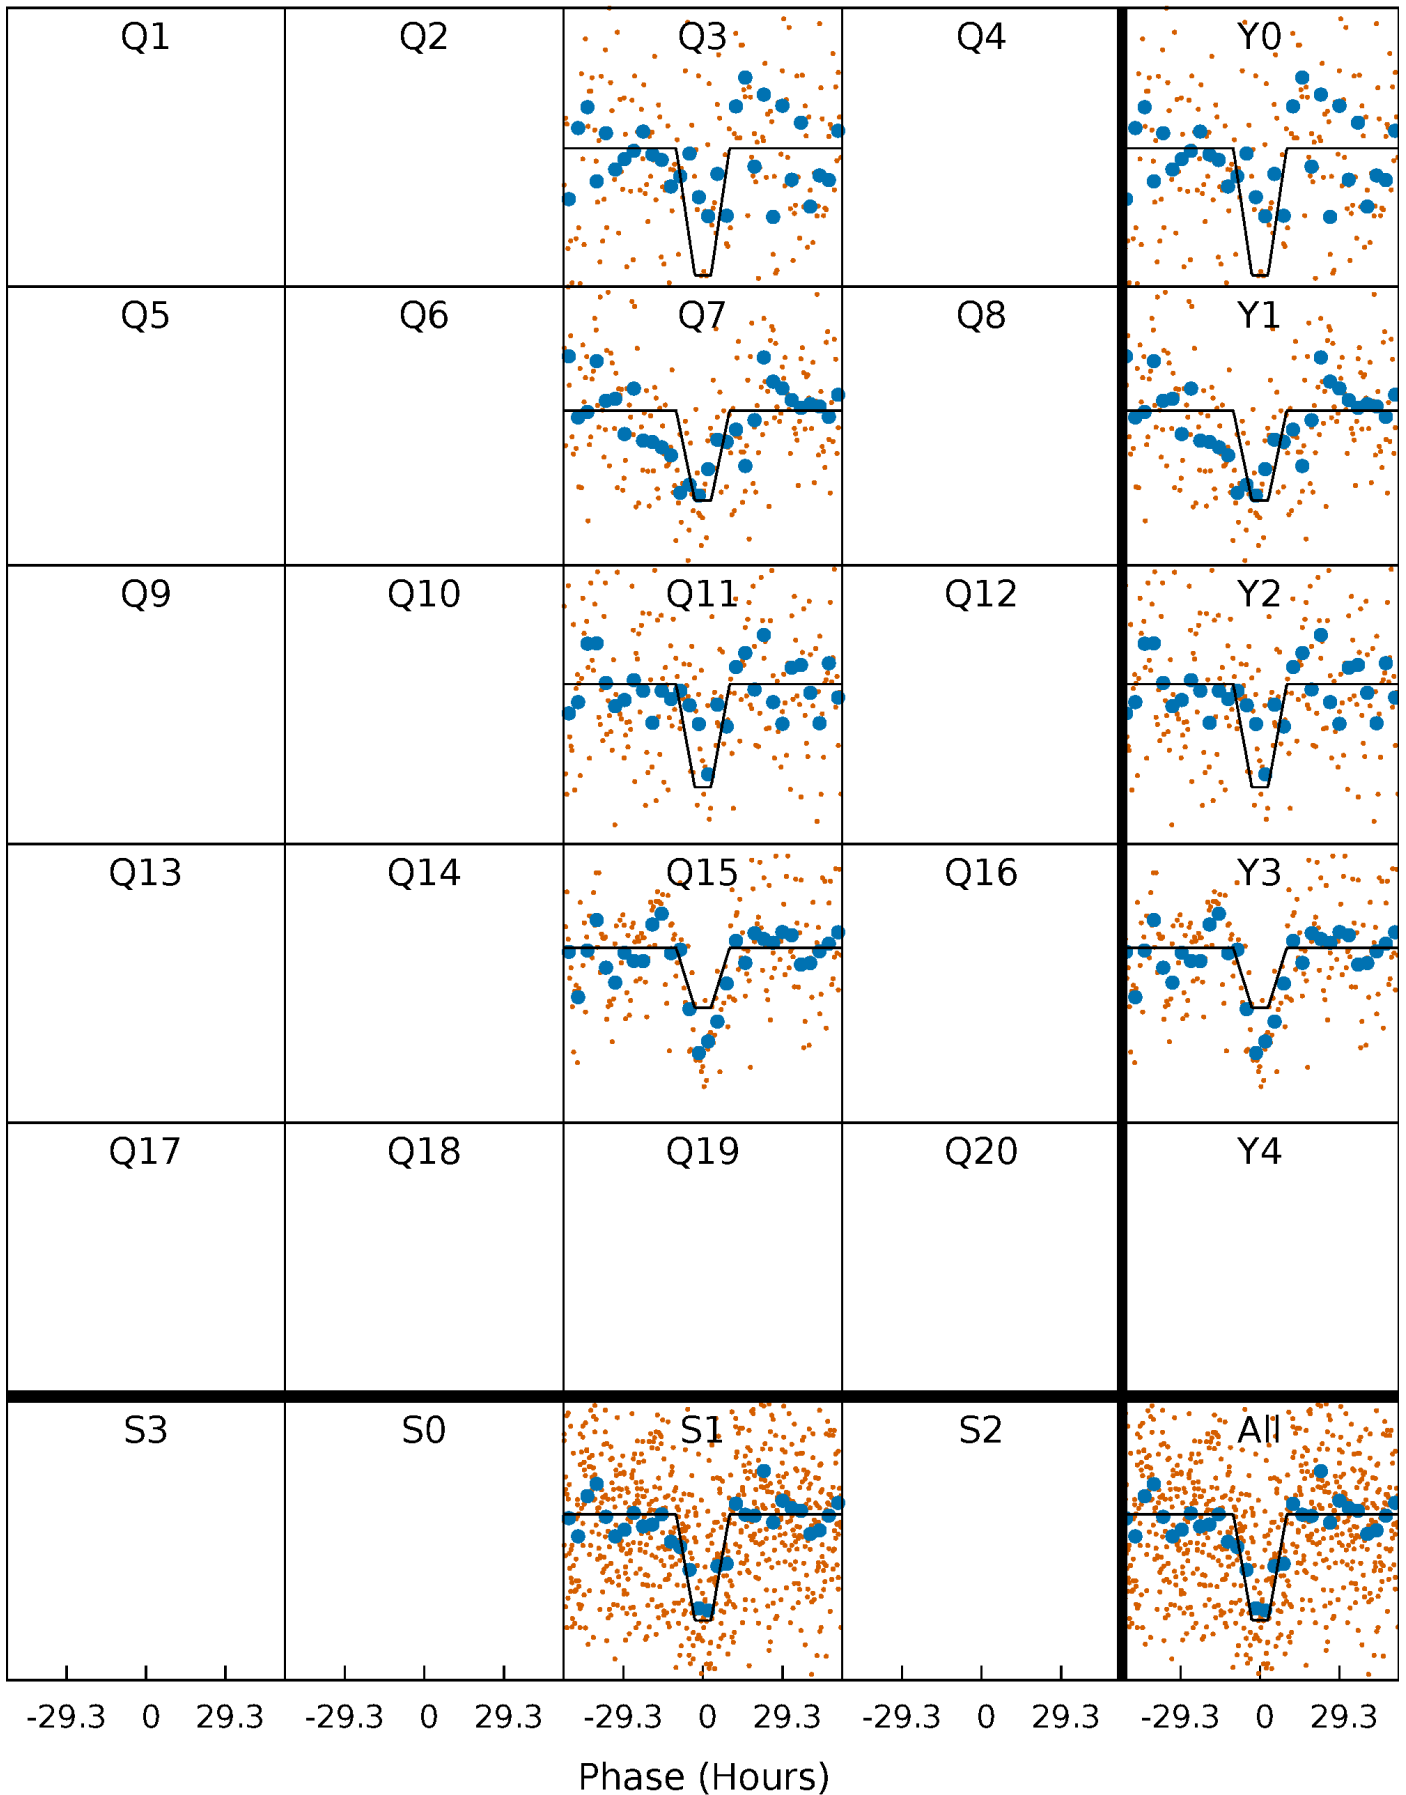 Q1 Q2 Q3 Q4 Y0
Q5 Q6 Q7 Q8 Y1
Q9 Q10 Q11 Q12 Y2
Q13 Q14 Q15 Q16 Y3
Q17 Q18 Q19 Q20 Y4
S3 S0 S1 S2 All
-29.3 0 29.3 -29.3 0 29.3 -29.3 0 29.3 -29.3 0 29.3 -29.3 0 29.3
Phase (Hours)